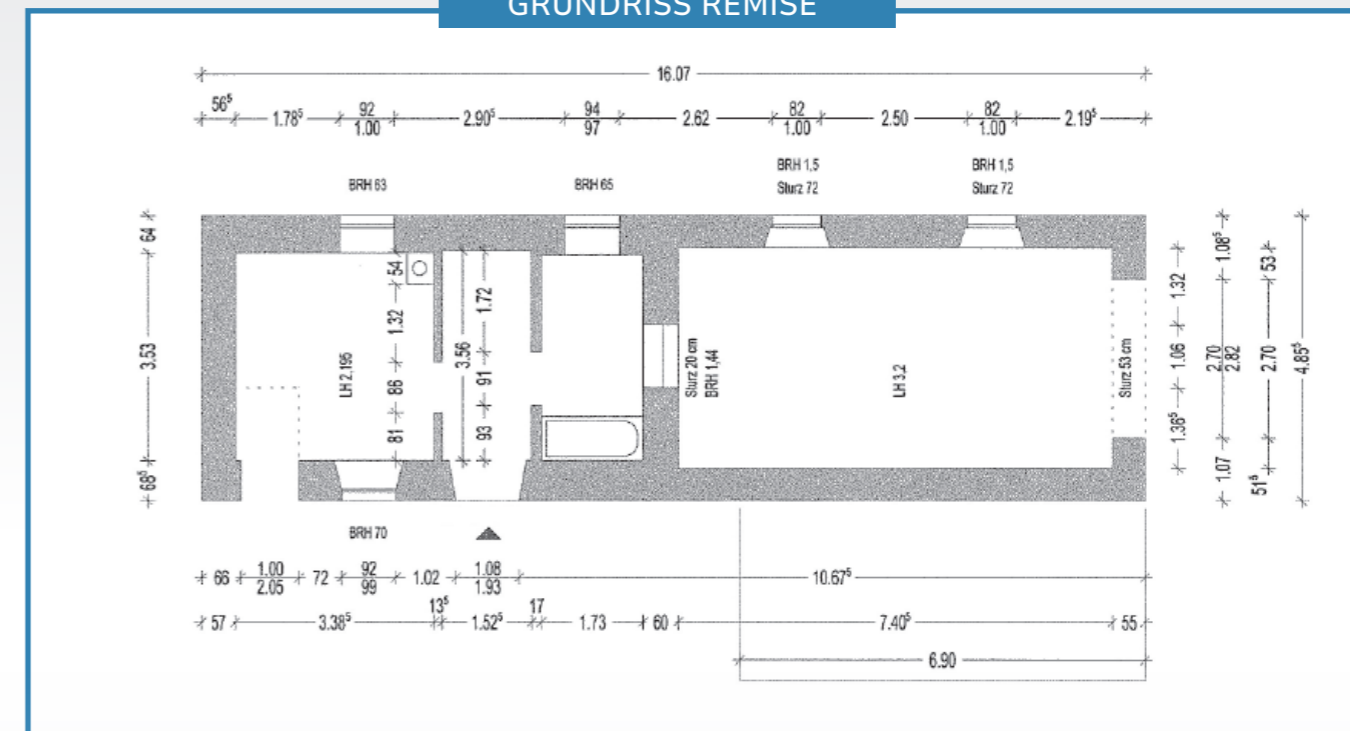 GRUNDRISS REMISE
16.07
56⁵ 1.78⁵ 92 2.90⁵ 94 2.62 82 2.50 82 2.19⁵
1.00 97 1.00 1.00
BRH 63
BRH 65
BRH 1,5
Sturz 72
BRH 1,5
Sturz 72
64
3.53
68⁵
LH 2,195
54
1.32
86
81
3.56
1.72
91
93
Sturz 20 cm
BRH 1,44
LH 3.2
Sturz 53 cm
1.32
1.06
1.36⁵
1.08⁵
2.70
2.82
1.07
53
2.70
51⁵
4.85⁵
BRH 70
66 1.00 72 92 1.02 1.08 10.67⁵
2.05 99 1.93
57 3.38⁵ 13⁵ 1.52⁵ 17 1.73 60 7.40⁵ 55
6.90